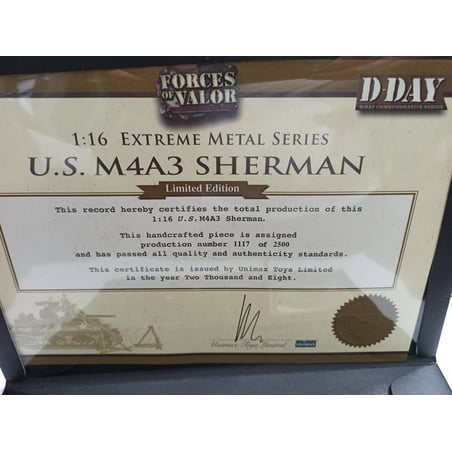 FORCES
OF VALOR
D-DAY
D-DAY COMMEMORATIVE SERIES
1:16 EXTREME METAL SERIES
U.S. M4A3 SHERMAN
Limited Edition
This record hereby certifies the total production of this
1:16 U.S.M4A3 Sherman.
This handcrafted piece is assigned
production number 1117 of 2500
and has passed all quality and authenticity standards.
This certificate is issued by Unimax Toys Limited
in the year Two Thousand and Eight.
Unimax Toys Limited
UNIMAX